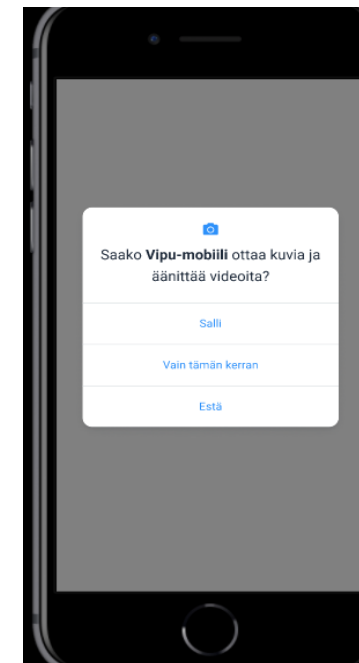 Saako Vipu-mobiili ottaa kuvia ja
äänittää videoita?
Salli
Vain tämän kerran
Estä